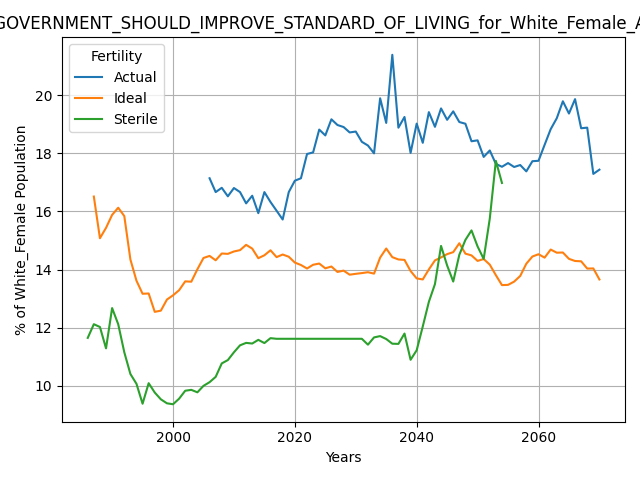 GOVERNMENT_SHOULD_IMPROVE_STANDARD_OF_LIVING_for_White_Female_A
Fertility
Actual
Ideal
Sterile
20
18
16
14
12
10
% of White_Female Population
2000
2020
2040
2060
Years